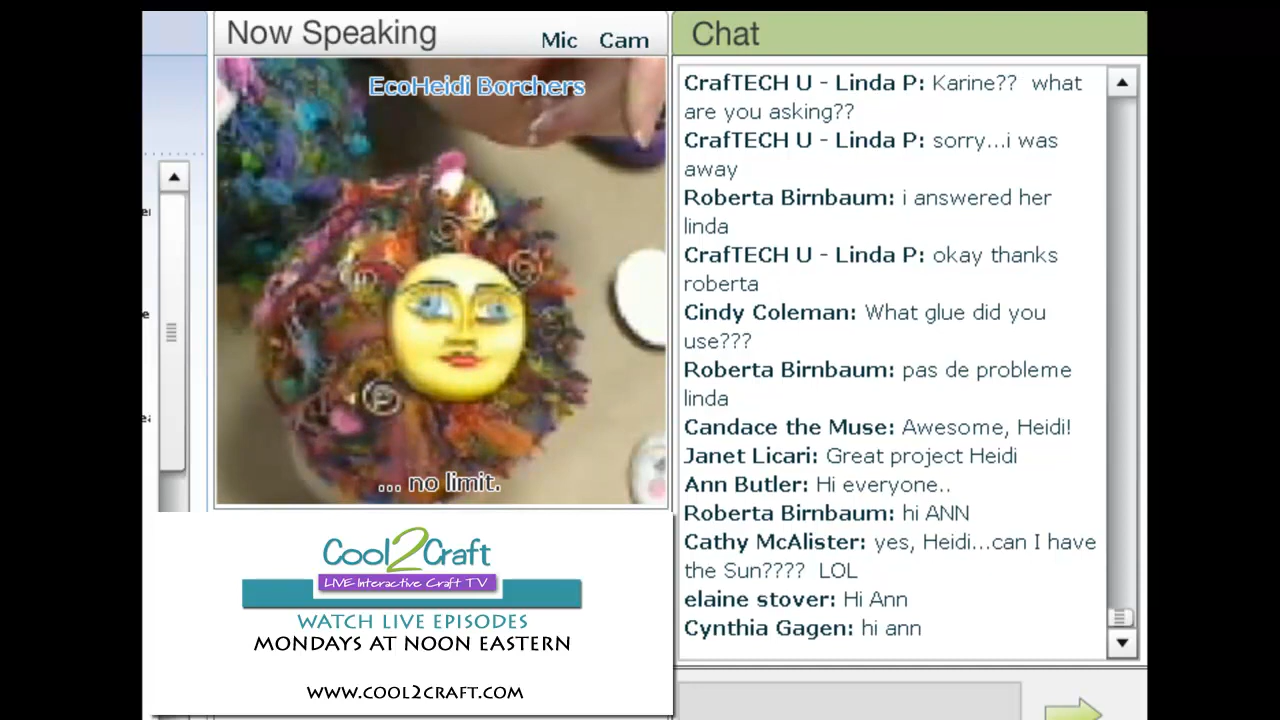 Now Speaking
Mic Cam
EcoHeidi Borchers
... no limit.
Cool2Craft
LIVE Interactive Craft TV
WATCH LIVE EPISODES
MONDAYS AT NOON EASTERN
WWW.COOL2CRAFT.COM
Chat
CrafTECH U - Linda P: Karine?? what
are you asking??
CrafTECH U - Linda P: sorry...i was
away
Roberta Birnbaum: i answered her
linda
CrafTECH U - Linda P: okay thanks
roberta
Cindy Coleman: What glue did you
use???
Roberta Birnbaum: pas de probleme
linda
Candace the Muse: Awesome, Heidi!
Janet Licari: Great project Heidi
Ann Butler: Hi everyone..
Roberta Birnbaum: hi ANN
Cathy McAlister: yes, Heidi...can I have
the Sun???? LOL
elaine stover: Hi Ann
Cynthia Gagen: hi ann